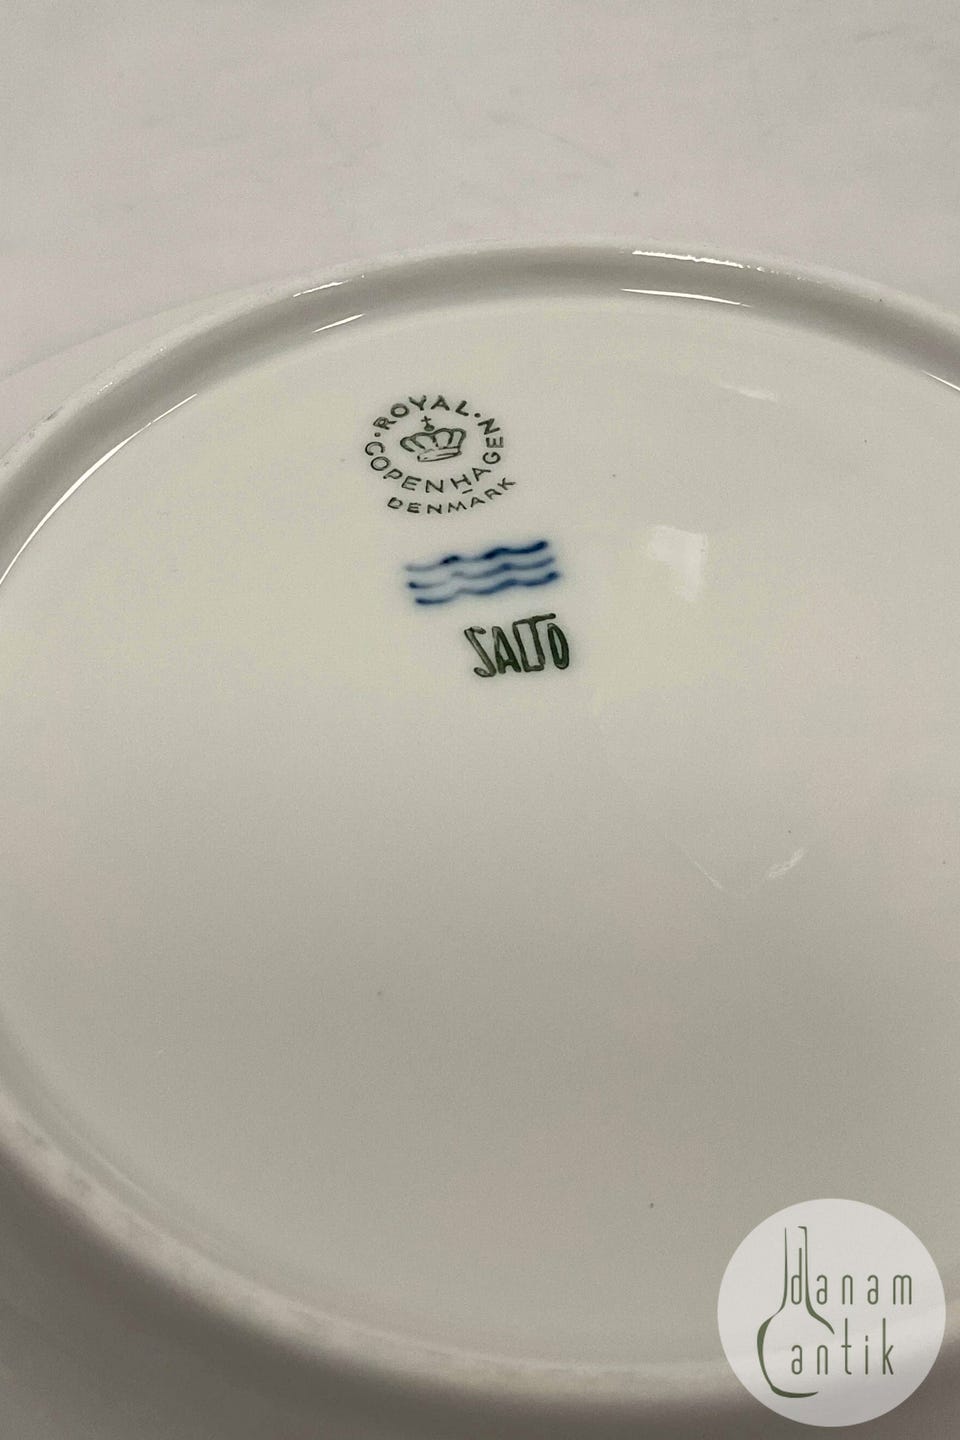 ROYAL
COPENHAGEN
DENMARK
SALTO
danam
antik